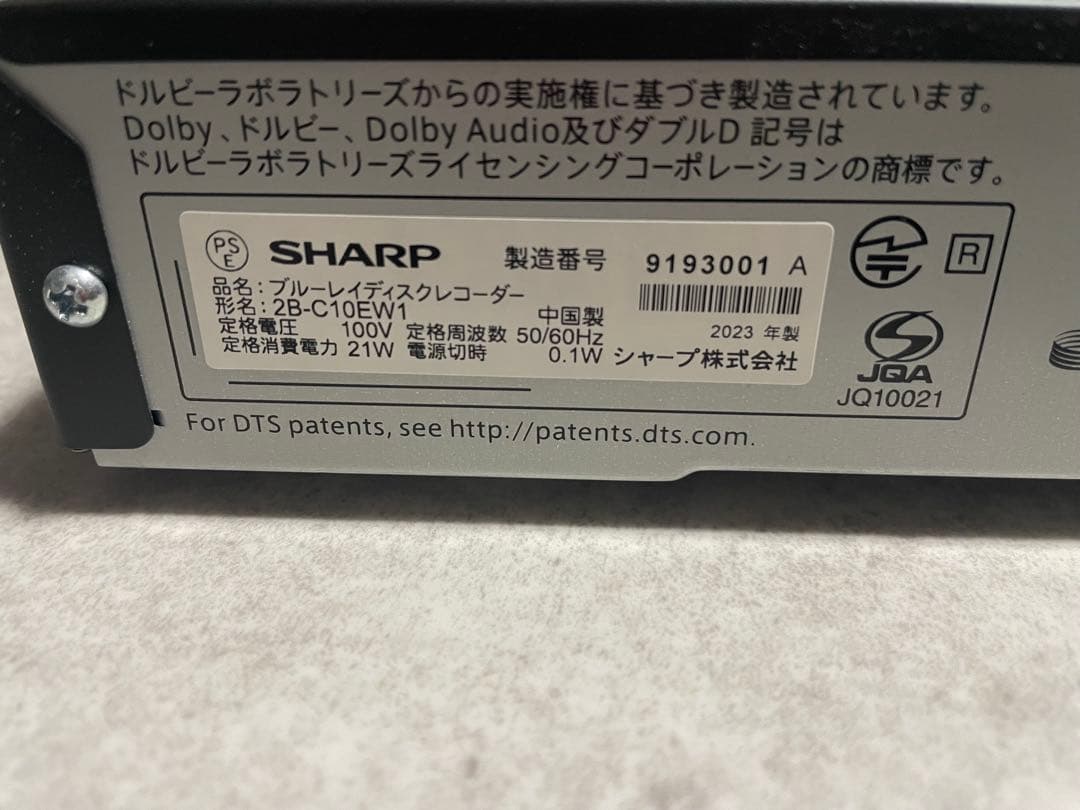 ドルビーラボラトリーズからの実施権に基づき製造されています。
Dolby、ドルビー、Dolby Audio及びダブルD 記号は
ドルビーラボラトリーズライセンシングコーポレーションの商標です。
PS
E
SHARP 製造番号 9193001 A
品名:ブルーレイディスクレコーダー
形名:2B-C10EW1 中国製
定格電圧 100V 定格周波数 50/60Hz 2023 年製
定格消費電力 21W 電源切時 0.1W シャープ株式会社
R
JQA
JQ10021
For DTS patents, see http://patents.dts.com.